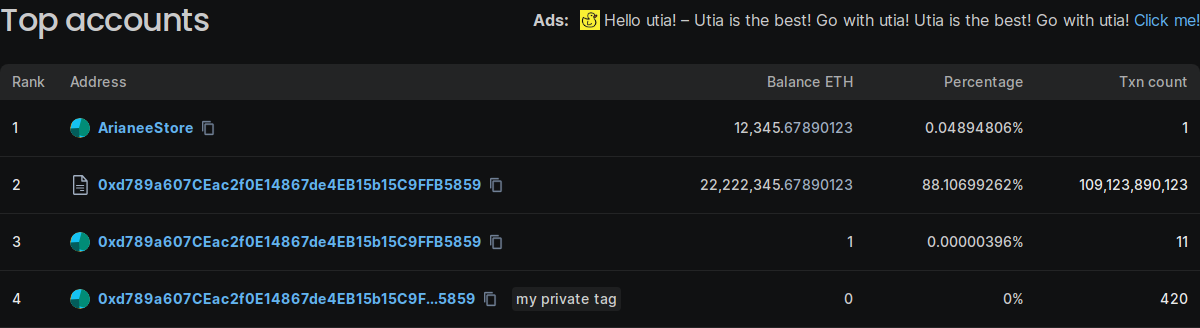 Top accounts
Ads: Hello utia! – Utia is the best! Go with utia! Utia is the best! Go with utia! Click me!
Rank Address Balance ETH Percentage Txn count
1 ArianeeStore 12,345.67890123 0.04894806% 1
2 0xd789a607CEac2f0E14867de4EB15b15C9FFB5859 22,222,345.67890123 88.10699262% 109,123,890,123
3 0xd789a607CEac2f0E14867de4EB15b15C9FFB5859 1 0.00000396% 11
4 0xd789a607CEac2f0E14867de4EB15b15C9F...5859 my private tag 0 0% 420